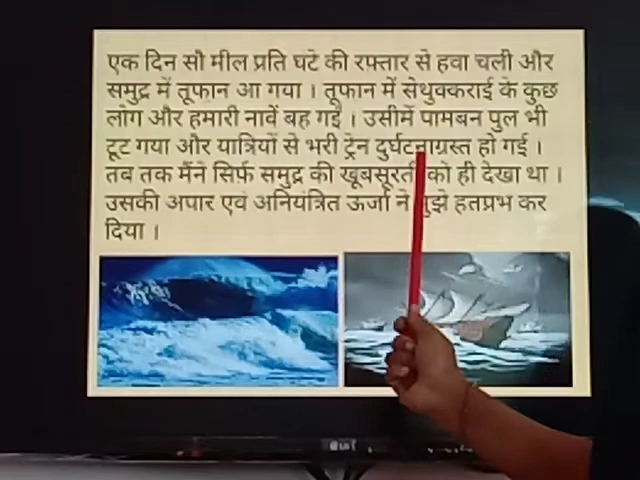 एक दिन सौ मील प्रति घंटे की रफ्तार से हवा चली और
समुद्र में तूफान आ गया । तूफान में सेथुक्कराई के कुछ
लोग और हमारी नावें बह गईं । उसीमें पामबन पुल भी
टूट गया और यात्रियों से भरी ट्रेन दुर्घटनाग्रस्त हो गई ।
तब तक मैंने सिर्फ समुद्र की खूबसूरती को ही देखा था ।
उसकी अपार एवं अनियंत्रित ऊर्जा ने मुझे हतप्रभ कर
दिया ।